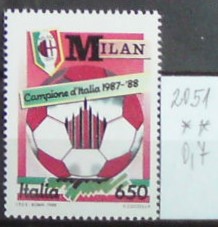 MILAN
Campione d'Italia 1987-'88
Italia 650
2051
**
0,7